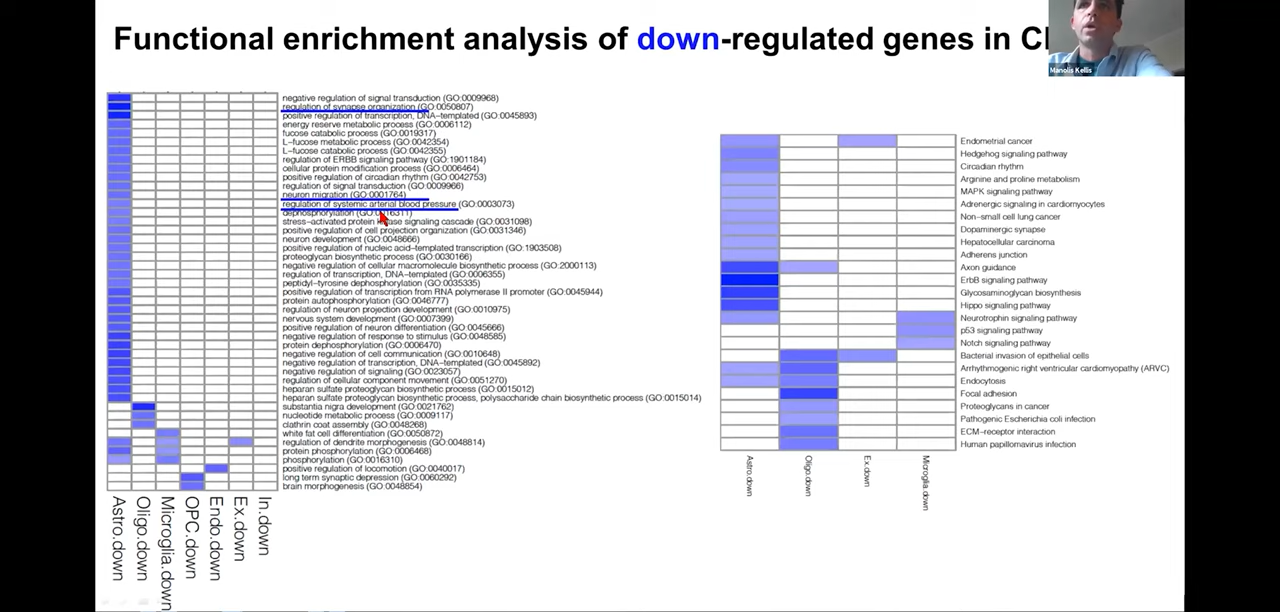 Functional enrichment analysis of down-regulated genes in
Manolis Kellis
negative regulation of signal transduction (GO:0009968)
regulation of synapse organization (GO:0050807)
positive regulation of transcription, DNA-templated (GO:0045893)
energy reserve metabolic process (GO:0006112)
fucose catabolic process (GO:0019317)
L-fucose metabolic process (GO:0042354)
L-fucose catabolic process (GO:0042355)
regulation of ERBB signaling pathway (GO:1901184)
cellular protein modification process (GO:0006464)
positive regulation of circadian rhythm (GO:0042753)
regulation of signal transduction (GO:0009966)
neuron migration (GO:0001764)
regulation of systemic arterial blood pressure (GO:0003073)
dephosphorylation (GO:0016311)
stress-activated protein kinase signaling cascade (GO:0031098)
positive regulation of cell projection organization (GO:0031346)
neuron development (GO:0048666)
positive regulation of nucleic acid-templated transcription (GO:1903508)
proteoglycan biosynthetic process (GO:0030166)
negative regulation of cellular macromolecule biosynthetic process (GO:2000113)
regulation of transcription, DNA-templated (GO:0006355)
peptidyl-tyrosine dephosphorylation (GO:0035335)
positive regulation of transcription from RNA polymerase II promoter (GO:0045944)
protein autophosphorylation (GO:0046777)
regulation of neuron projection development (GO:0010975)
nervous system development (GO:0007399)
positive regulation of neuron differentiation (GO:0045666)
negative regulation of response to stimulus (GO:0048585)
protein dephosphorylation (GO:0006470)
negative regulation of cell communication (GO:0010648)
negative regulation of transcription, DNA-templated (GO:0045892)
negative regulation of signaling (GO:0023057)
regulation of cellular component movement (GO:0051270)
heparan sulfate proteoglycan biosynthetic process (GO:0015012)
heparan sulfate proteoglycan biosynthetic process, polysaccharide chain biosynthetic process (GO:0015014)
substantia nigra development (GO:0021762)
nucleotide metabolic process (GO:0009117)
clathrin coat assembly (GO:0048268)
white fat cell differentiation (GO:0050872)
regulation of dendrite morphogenesis (GO:0048814)
protein phosphorylation (GO:0006468)
phosphorylation (GO:0016310)
positive regulation of locomotion (GO:0040017)
long term synaptic depression (GO:0060292)
brain morphogenesis (GO:0048854)
Astro.down
Oligo.down
Microglia.down
OPC.down
Endo.down
Ex.down
In.down
Endometrial cancer
Hedgehog signaling pathway
Circadian rhythm
Arginine and proline metabolism
MAPK signaling pathway
Adrenergic signaling in cardiomyocytes
Non-small cell lung cancer
Dopaminergic synapse
Hepatocellular carcinoma
Adherens junction
Axon guidance
ErbB signaling pathway
Glycosaminoglycan biosynthesis
Hippo signaling pathway
Neurotrophin signaling pathway
p53 signaling pathway
Notch signaling pathway
Bacterial invasion of epithelial cells
Arrhythmogenic right ventricular cardiomyopathy (ARVC)
Endocytosis
Focal adhesion
Proteoglycans in cancer
Pathogenic Escherichia coli infection
ECM-receptor interaction
Human papillomavirus infection
Astro.down
Oligo.down
Ex.down
Microglia.down